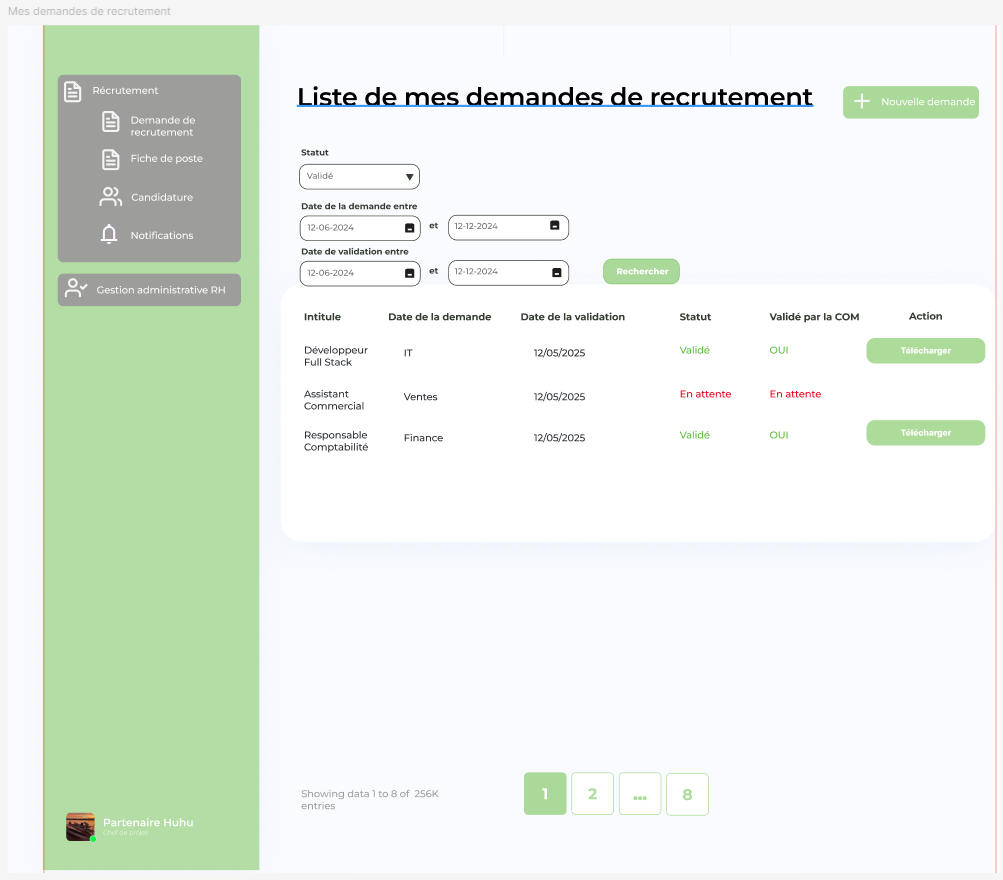 Mes demandes de recrutement
Récrutement
Demande de
recrutement
Fiche de poste
Candidature
Notifications
Gestion administrative RH
Partenaire Huhu
Chef de projet
Liste de mes demandes de recrutement
Nouvelle demande
Statut
Validé
Date de la demande entre
12-06-2024 et 12-12-2024
Date de validation entre
12-06-2024 et 12-12-2024
Rechercher
Intitule Date de la demande Date de la validation Statut Validé par la COM Action
Développeur
Full Stack IT 12/05/2025 Validé OUI Télécharger
Assistant
Commercial Ventes 12/05/2025 En attente En attente
Responsable
Comptabilité Finance 12/05/2025 Validé OUI Télécharger
Showing data 1 to 8 of 256K
entries
1 2 ... 8